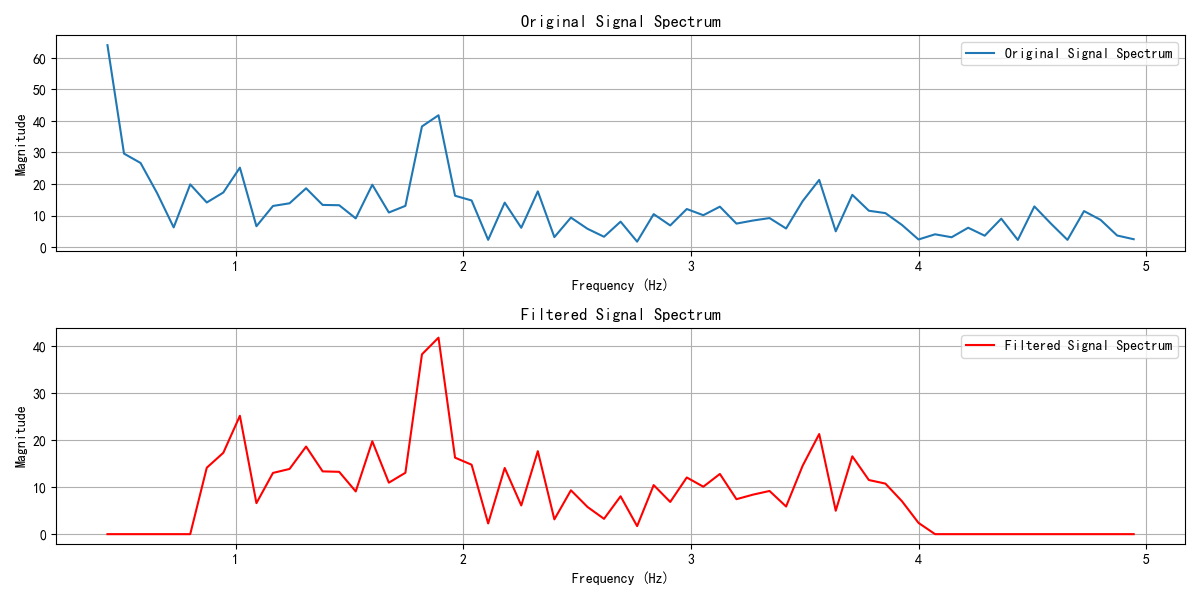 Original Signal Spectrum
Original Signal Spectrum
60
50
40
30
20
10
0
Magnitude
1 2 3 4 5
Frequency (Hz)
Filtered Signal Spectrum
Filtered Signal Spectrum
40
30
20
10
0
Magnitude
1 2 3 4 5
Frequency (Hz)